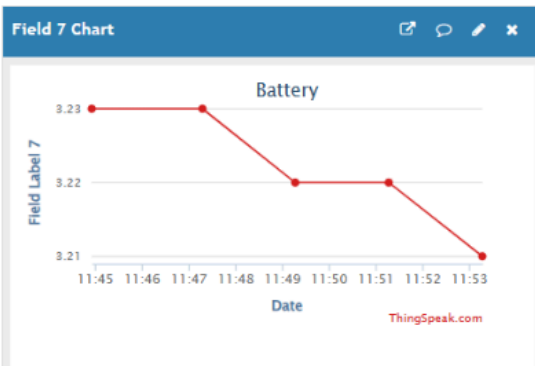 Field 7 Chart
Battery
Field Label 7
3.23
3.22
3.21
11:45 11:46 11:47 11:48 11:49 11:50 11:51 11:52 11:53
Date
ThingSpeak.com